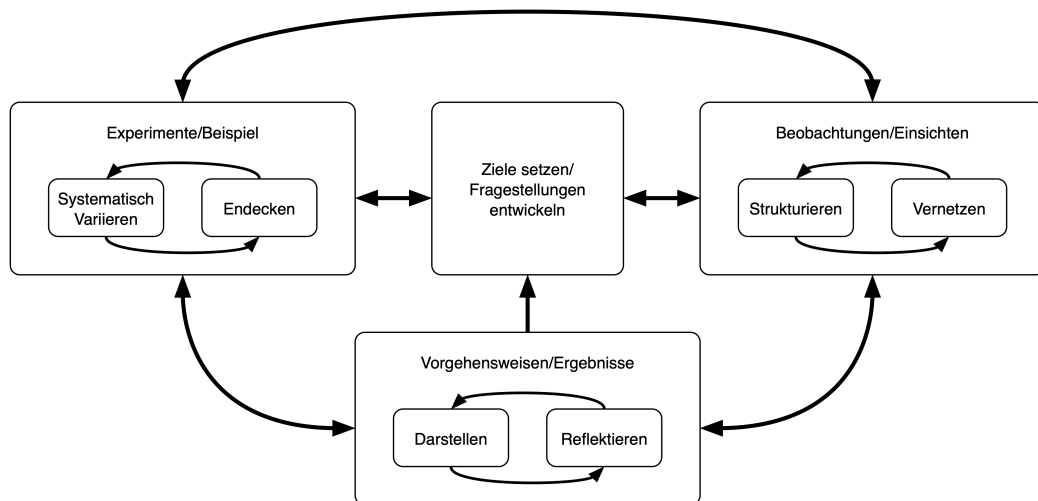 Experimente/Beispiel
Systematisch
Variieren
Endecken
Ziele setzen/
Fragestellungen
entwickeln
Beobachtungen/Einsichten
Strukturieren
Vernetzen
Vorgehensweisen/Ergebnisse
Darstellen
Reflektieren